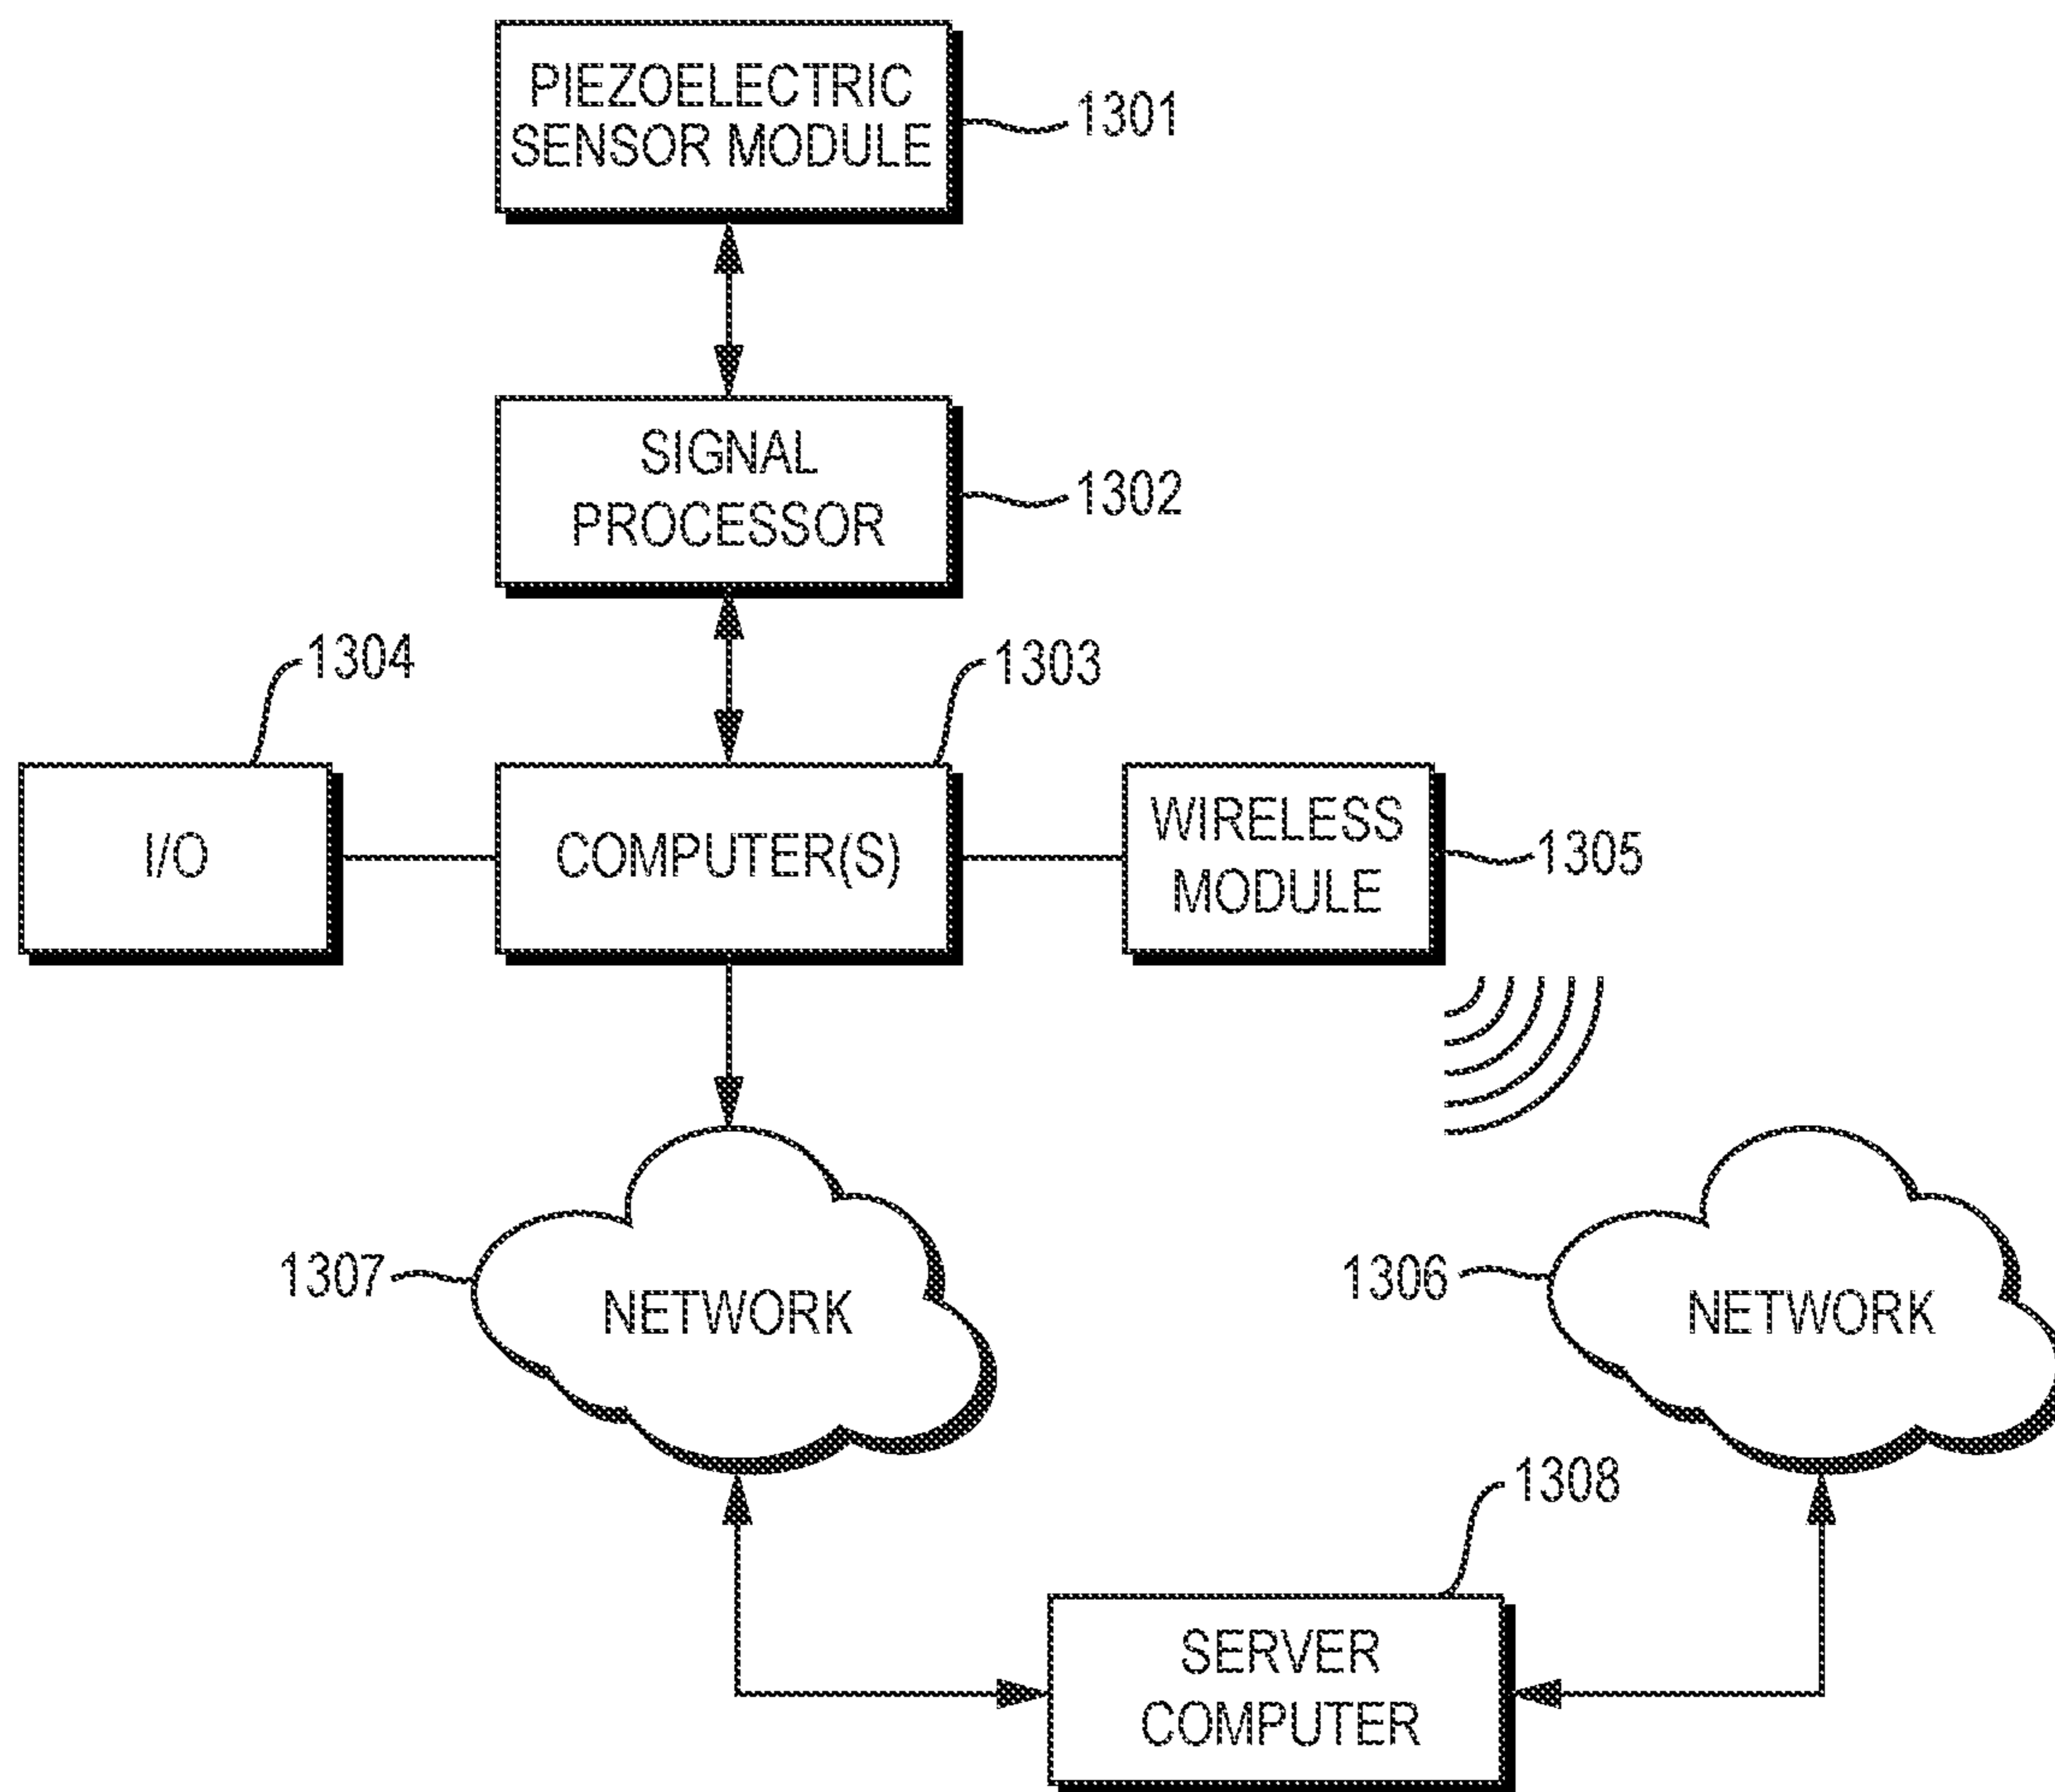 PIEZOELECTRIC
SENSOR MODULE
1301
SIGNAL
PROCESSOR
1302
1304
1303
I/O
COMPUTER(S)
WIRELESS
MODULE
1305
1307
NETWORK
1306
NETWORK
1308
SERVER
COMPUTER